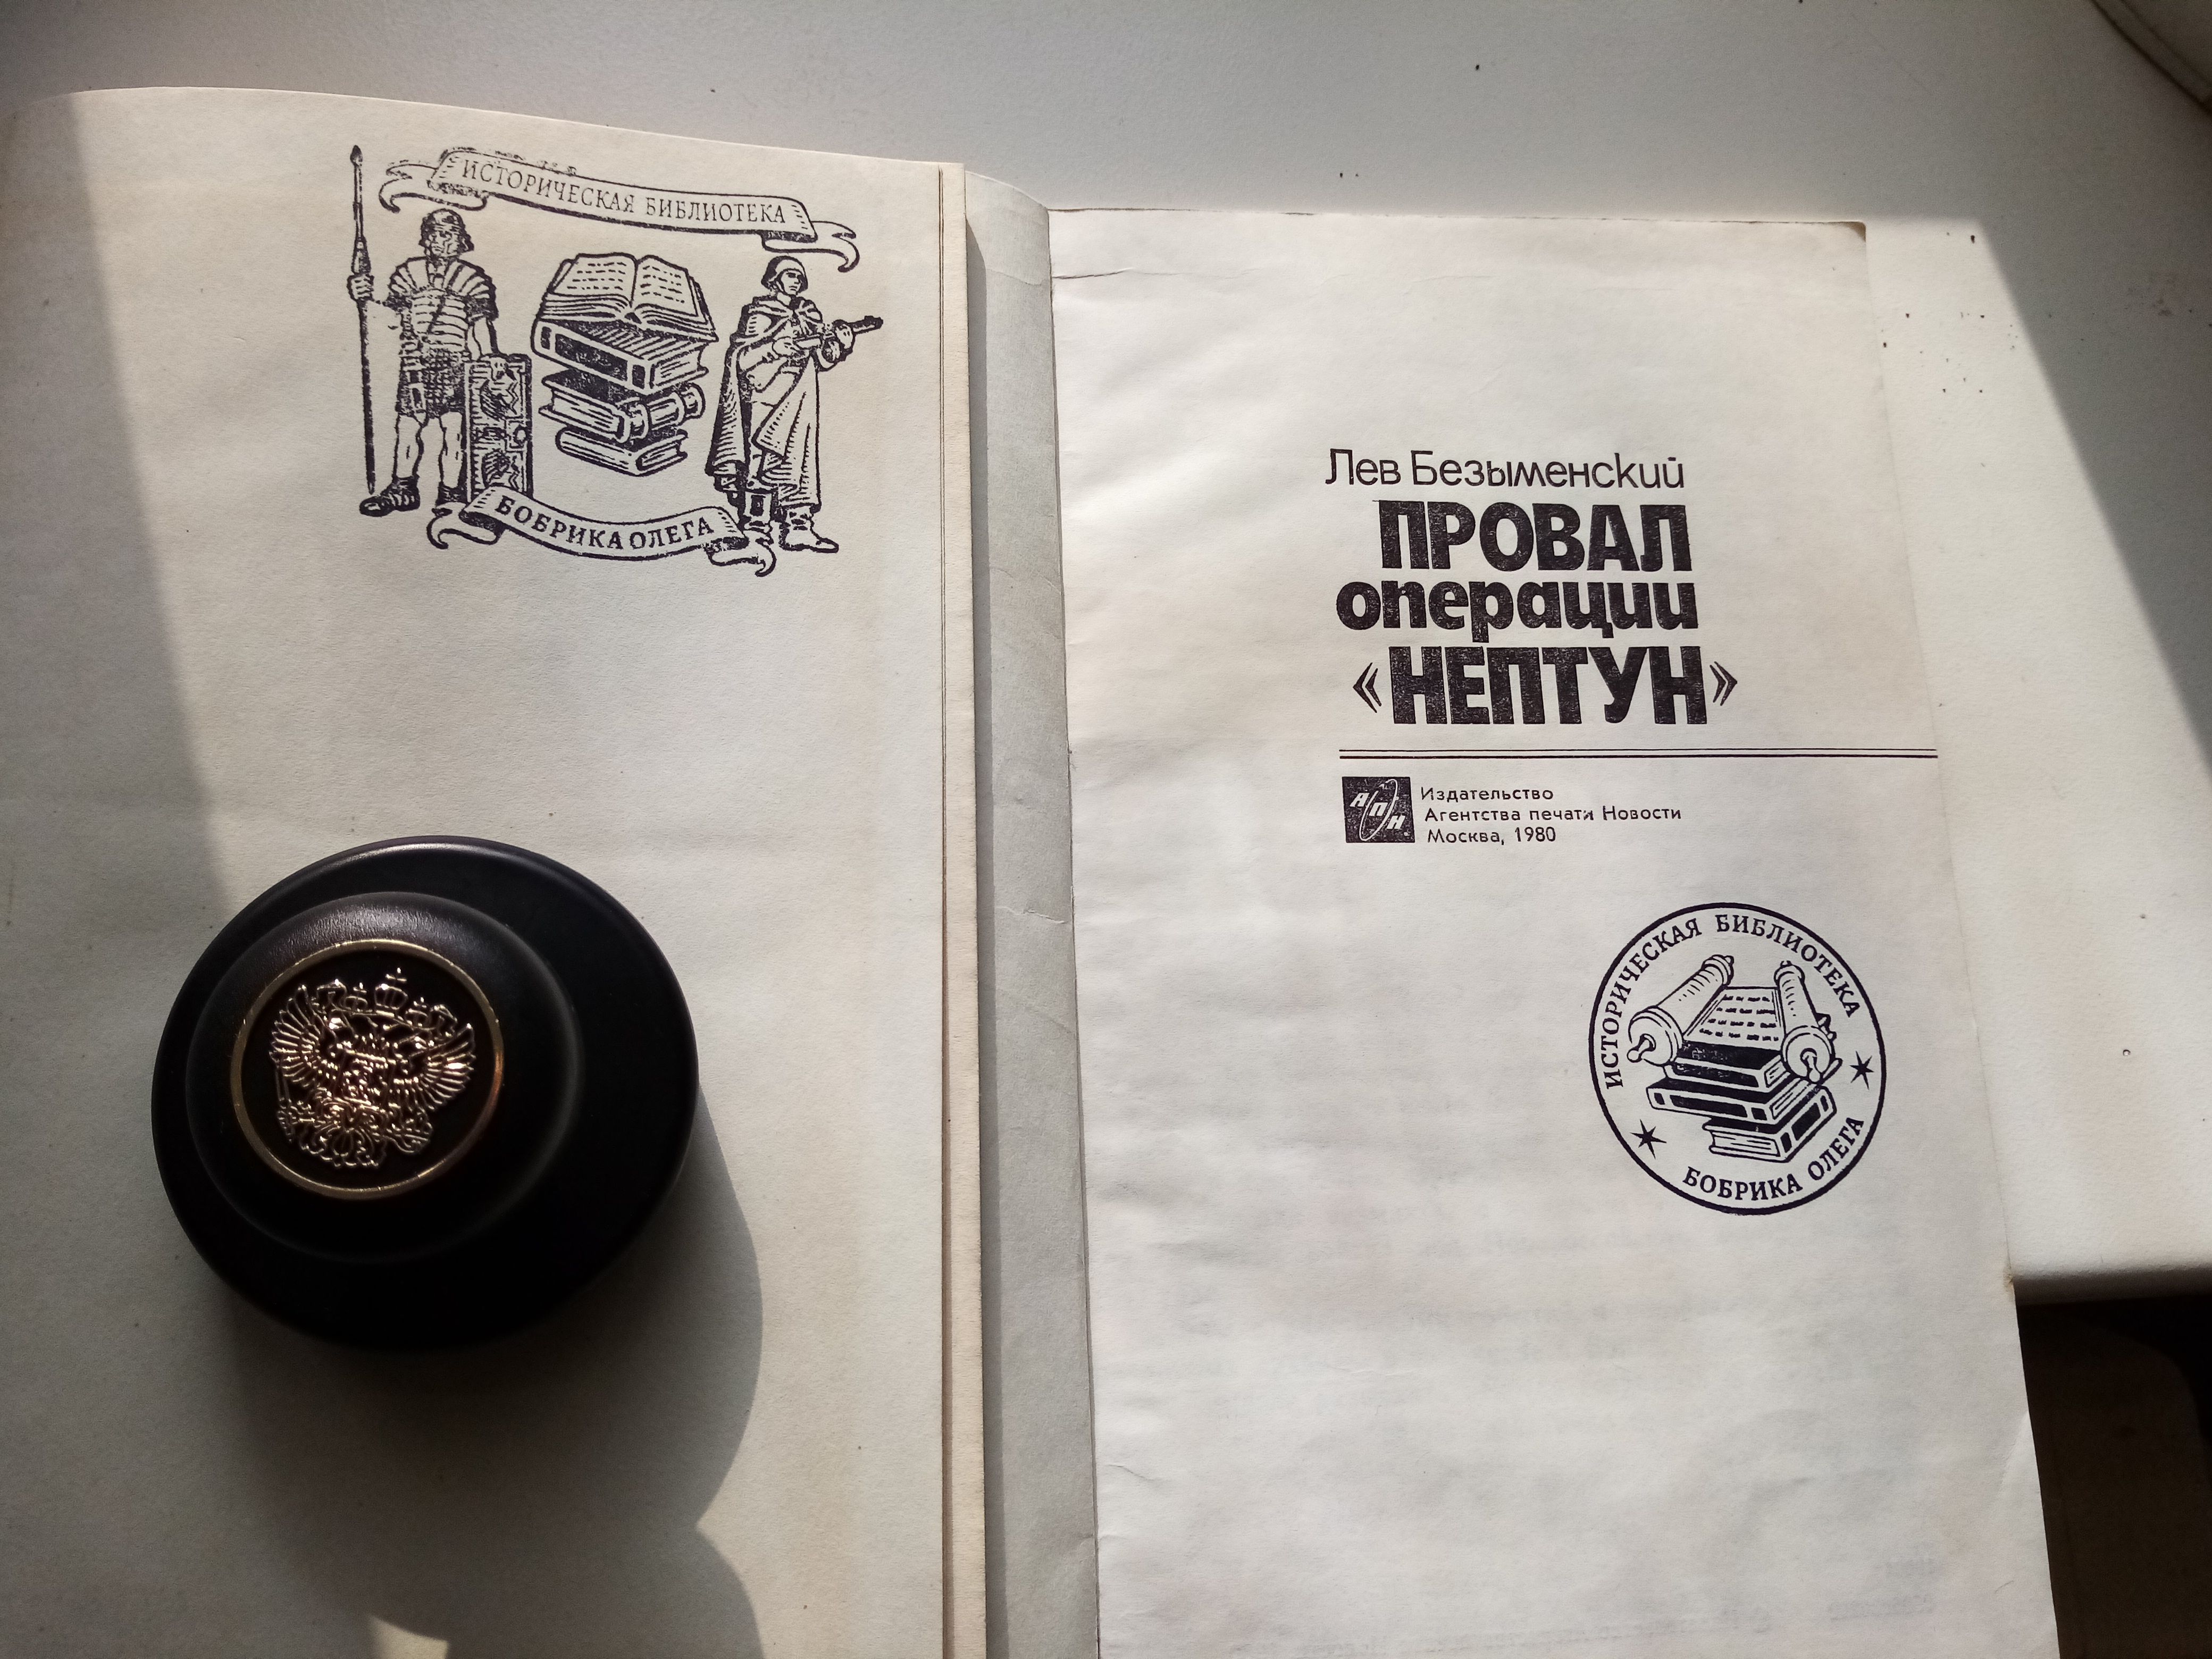 ИСТОРИЧЕСКАЯ БИБЛИОТЕКА
БОБРИКА ОЛЕГА
Лев Безыменский
ПРОВАЛ
операции
«НЕПТУН»
АПН
Издательство
Агентства печати Новости
Москва, 1980
ИСТОРИЧЕСКАЯ БИБЛИОТЕКА
БОБРИКА ОЛЕГА